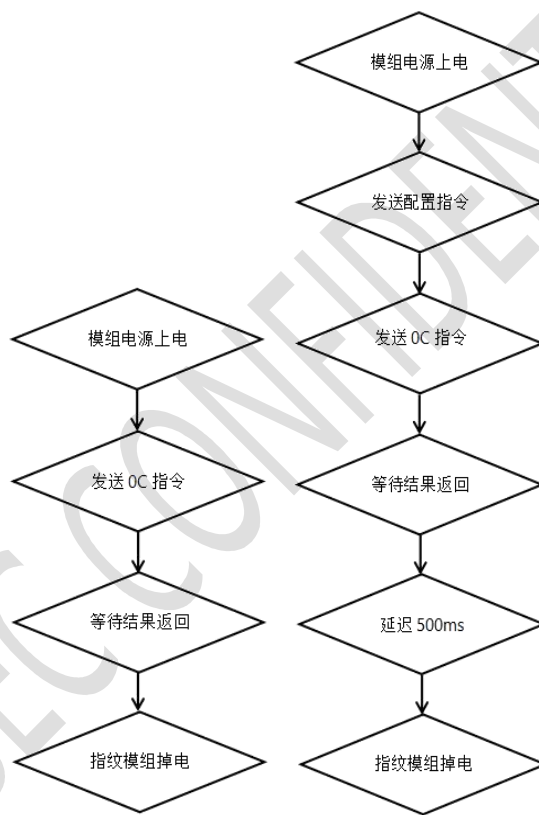 模组电源上电
发送 0C 指令
等待结果返回
指纹模组掉电
模组电源上电
发送配置指令
发送 0C 指令
等待结果返回
延迟 500ms
指纹模组掉电
SEC CONFIDENT